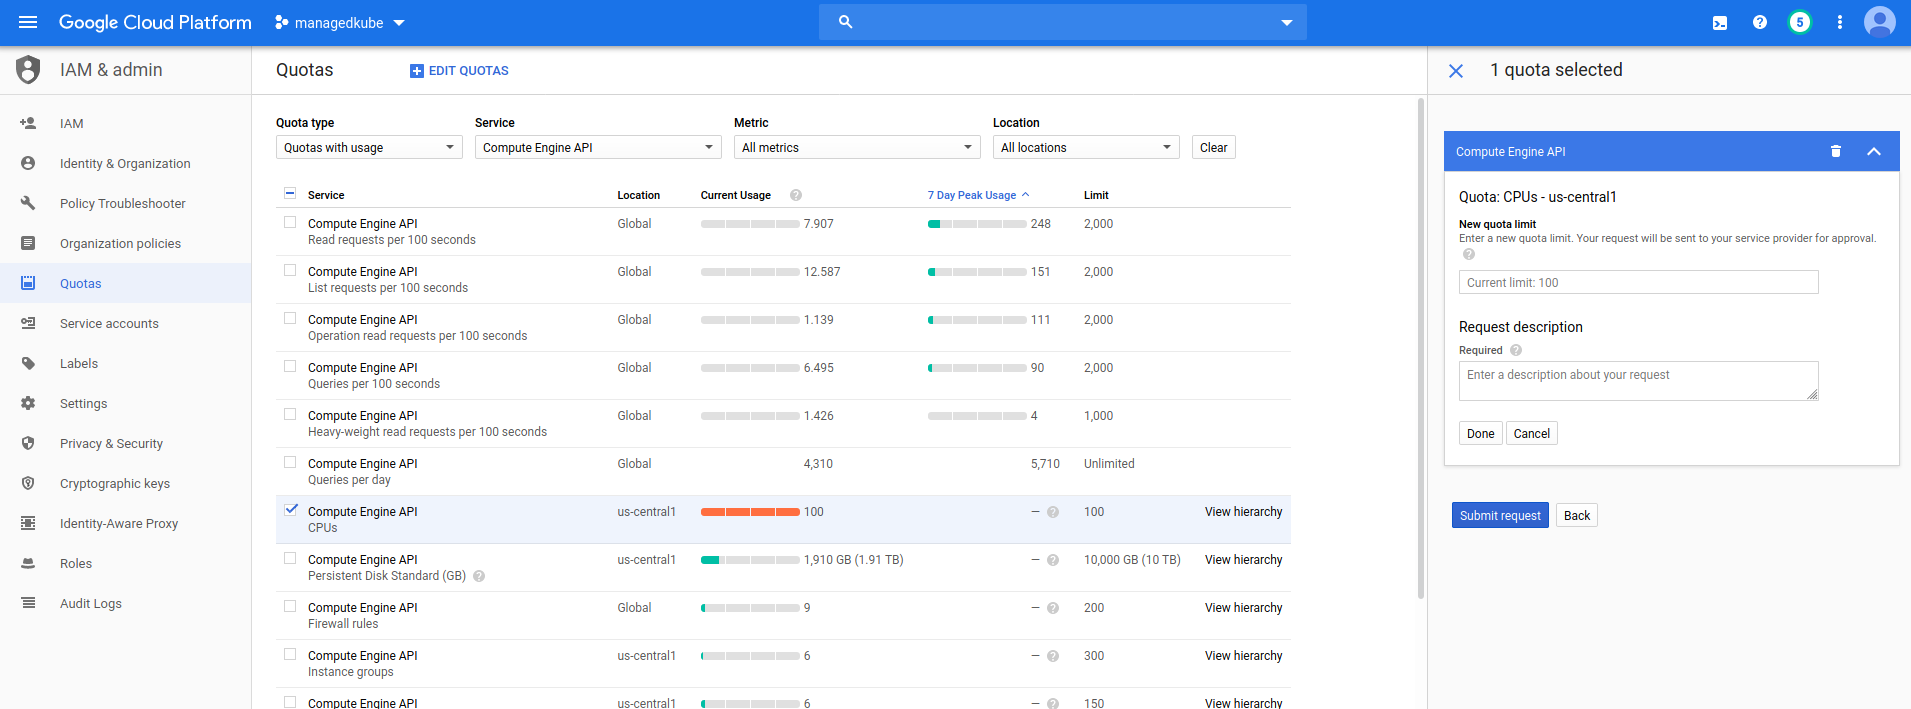 Google Cloud Platform
managedkube
5
IAM & admin
Quotas
EDIT QUOTAS
1 quota selected
IAM
Identity & Organization
Policy Troubleshooter
Organization policies
Quotas
Service accounts
Labels
Settings
Privacy & Security
Cryptographic keys
Identity-Aware Proxy
Roles
Audit Logs
Quota type Service Metric Location
Quotas with usage Compute Engine API All metrics All locations Clear
Service Location Current Usage ? 7 Day Peak Usage Limit
Compute Engine API Global 7.907 248 2,000
Read requests per 100 seconds
Compute Engine API Global 12.587 151 2,000
List requests per 100 seconds
Compute Engine API Global 1.139 111 2,000
Operation read requests per 100 seconds
Compute Engine API Global 6.495 90 2,000
Queries per 100 seconds
Compute Engine API Global 1.426 4 1,000
Heavy-weight read requests per 100 seconds
Compute Engine API Global 4,310 5,710 Unlimited
Queries per day
Compute Engine API us-central1 100 – ? 100 View hierarchy
CPUs
Compute Engine API us-central1 1,910 GB (1.91 TB) – ? 10,000 GB (10 TB) View hierarchy
Persistent Disk Standard (GB) ?
Compute Engine API Global 9 – ? 200 View hierarchy
Firewall rules
Compute Engine API us-central1 6 – ? 300 View hierarchy
Instance groups
Compute Engine API us-central1 6 – ? 150 View hierarchy
Compute Engine API
Quota: CPUs - us-central1
New quota limit
Enter a new quota limit. Your request will be sent to your service provider for approval.
?
Current limit: 100
Request description
Required ?
Enter a description about your request
Done Cancel
Submit request Back